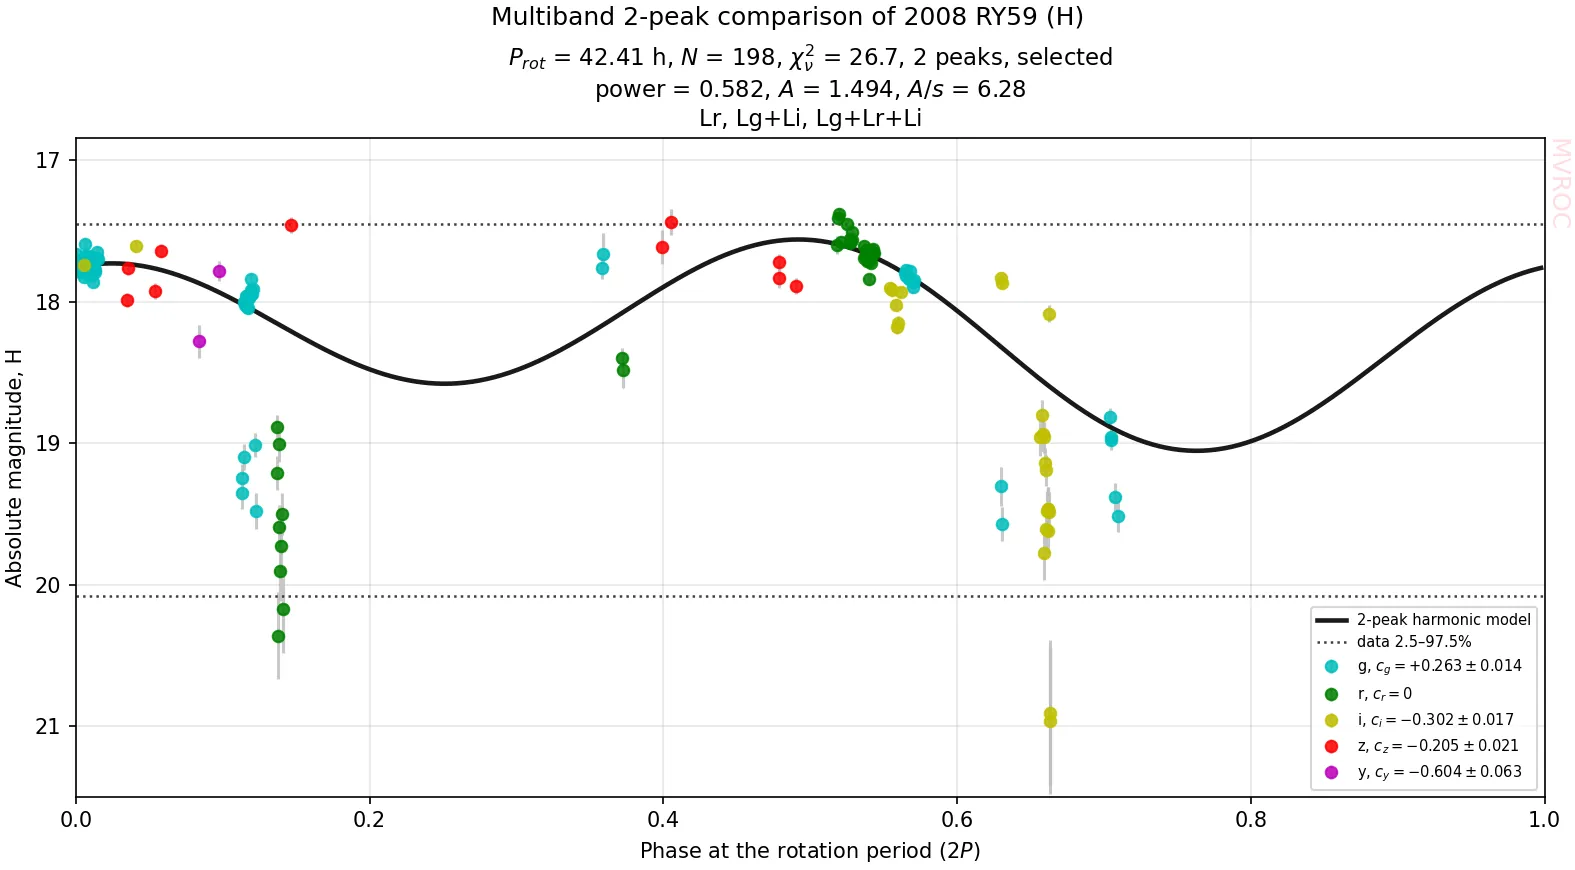 Multiband 2-peak comparison of 2008 RY59 (H)
P_rot = 42.41 h, N = 198, χ²_ν = 26.7, 2 peaks, selected
power = 0.582, A = 1.494, A/s = 6.28
Lr, Lg+Li, Lg+Lr+Li
MVROC
Absolute magnitude, H
17
18
19
20
21
2-peak harmonic model
data 2.5–97.5%
g, c_g = +0.263 ± 0.014
r, c_r = 0
i, c_i = −0.302 ± 0.017
z, c_z = −0.205 ± 0.021
y, c_y = −0.604 ± 0.063
0.0 0.2 0.4 0.6 0.8 1.0
Phase at the rotation period (2P)